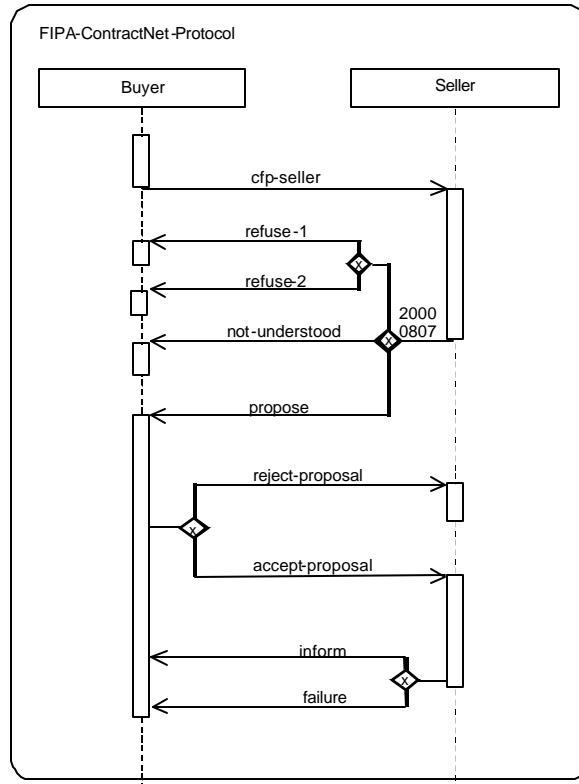 FIPA-ContractNet-Protocol
Buyer
Seller
cfp-seller
refuse-1
x
refuse-2
2000
0807
not-understood
x
propose
reject-proposal
x
accept-proposal
inform
x
failure